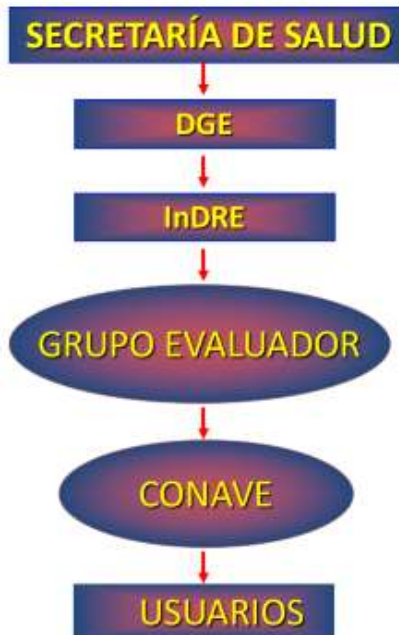 SECRETARÍA DE SALUD
DGE
InDRE
GRUPO EVALUADOR
CONAVE
USUARIOS